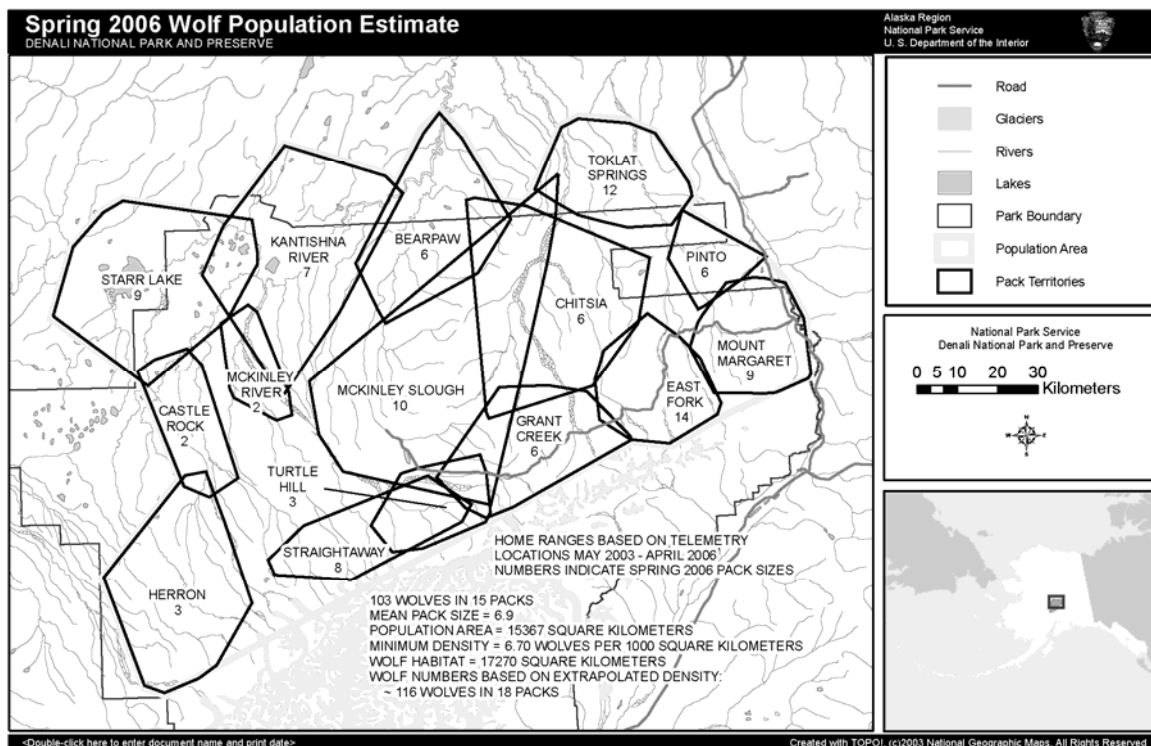 Spring 2006 Wolf Population Estimate
DENALI NATIONAL PARK AND PRESERVE
Alaska Region
National Park Service
U. S. Department of the Interior
TOKLAT
SPRINGS
12
KANTISHNA
RIVER
7
BEARPAW
6
PINTO
6
STARR LAKE
9
CHITSIA
6
MOUNT
MARGARET
9
MCKINLEY
RIVER
2
MCKINLEY SLOUGH
10
EAST
FORK
14
CASTLE
ROCK
2
GRANT
CREEK
6
TURTLE
HILL
3
STRAIGHTAWAY
8
HERRON
3
HOME RANGES BASED ON TELEMETRY
LOCATIONS MAY 2003 - APRIL 2006
NUMBERS INDICATE SPRING 2006 PACK SIZES
103 WOLVES IN 15 PACKS
MEAN PACK SIZE = 6.9
POPULATION AREA = 15367 SQUARE KILOMETERS
MINIMUM DENSITY = 6.70 WOLVES PER 1000 SQUARE KILOMETERS
WOLF HABITAT = 17270 SQUARE KILOMETERS
WOLF NUMBERS BASED ON EXTRAPOLATED DENSITY:
~ 116 WOLVES IN 18 PACKS
Road
Glaciers
Rivers
Lakes
Park Boundary
Population Area
Pack Territories
National Park Service
Denali National Park and Preserve
0 5 10 20 30
Kilometers
N
W E
S
<Double-click here to enter document name and print date>
Created with TOPO!, (c)2003 National Geographic Maps, All Rights Reserved